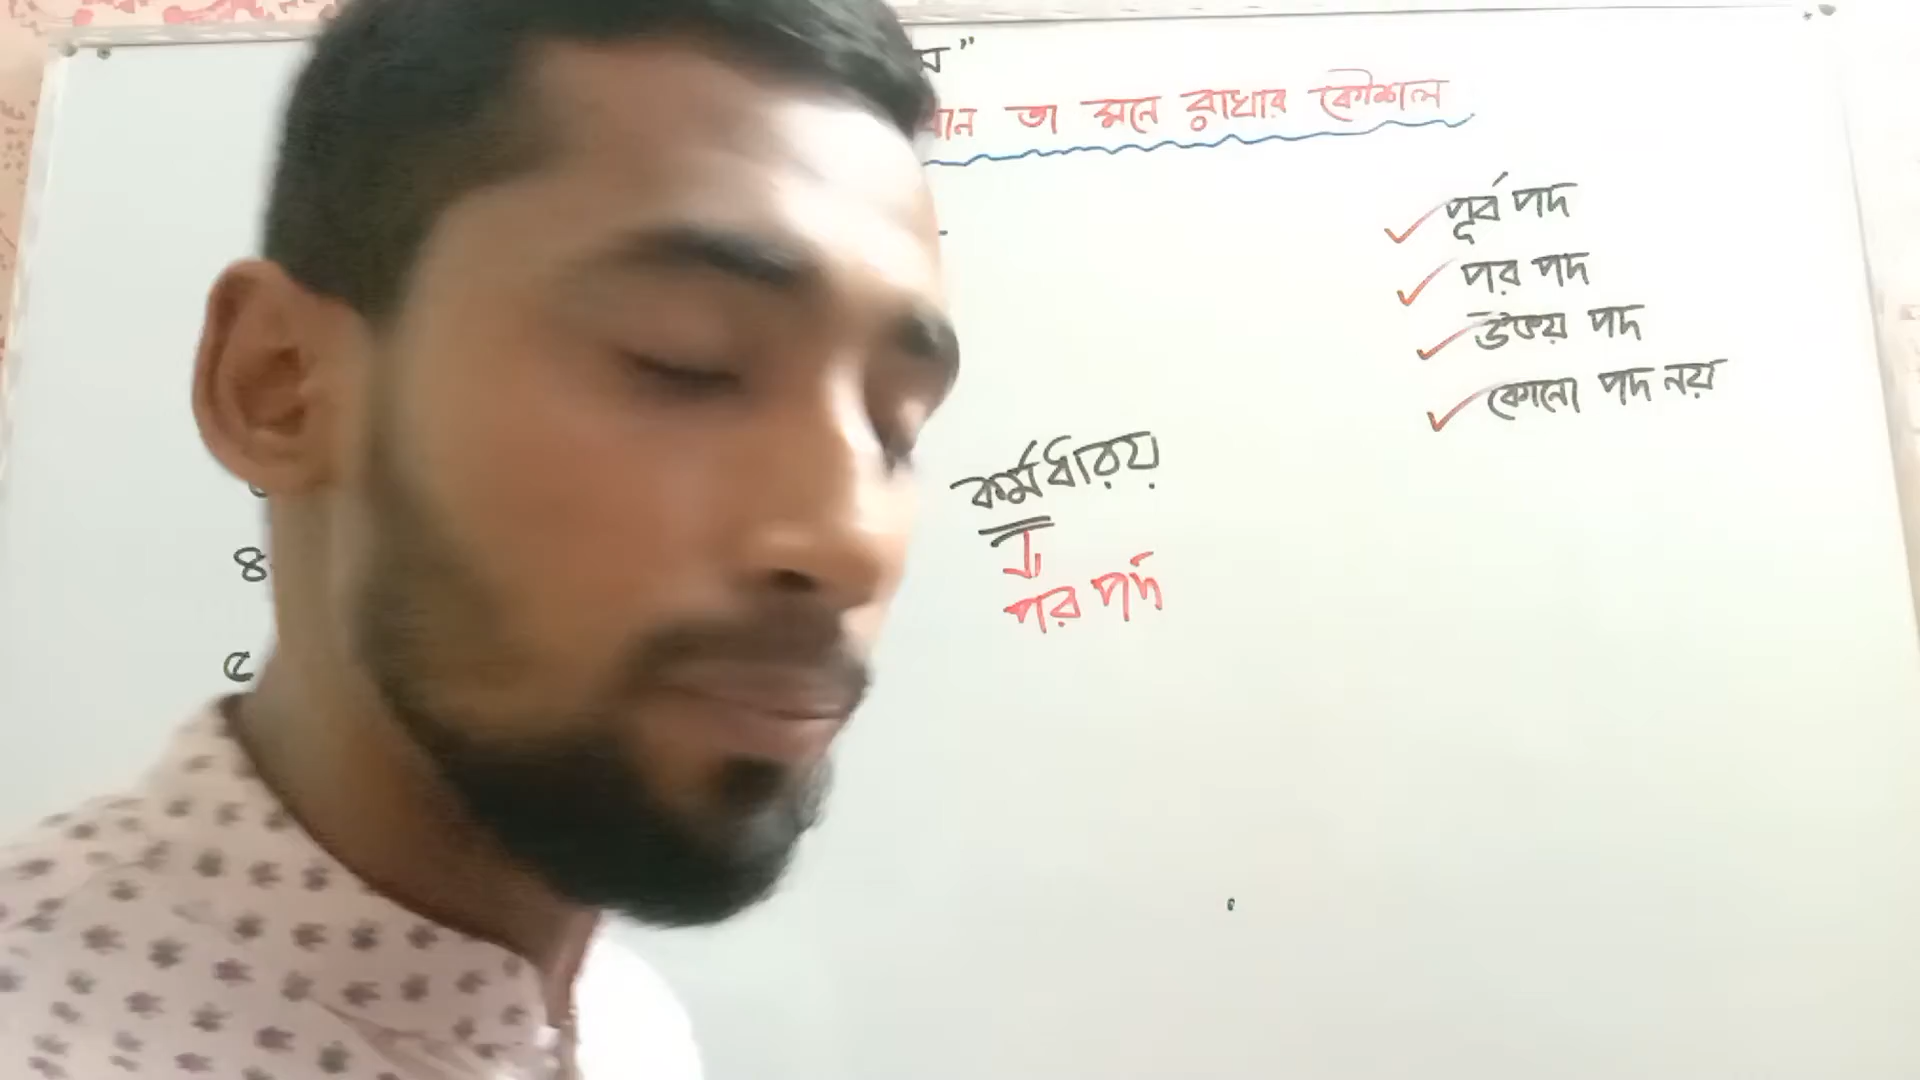 তা মনে রাখার কৌশল
পূর্ব পদ
পর পদ
উভয় পদ
কোনো পদ নয়
কর্মধারয়
পর পদ
৪
৫